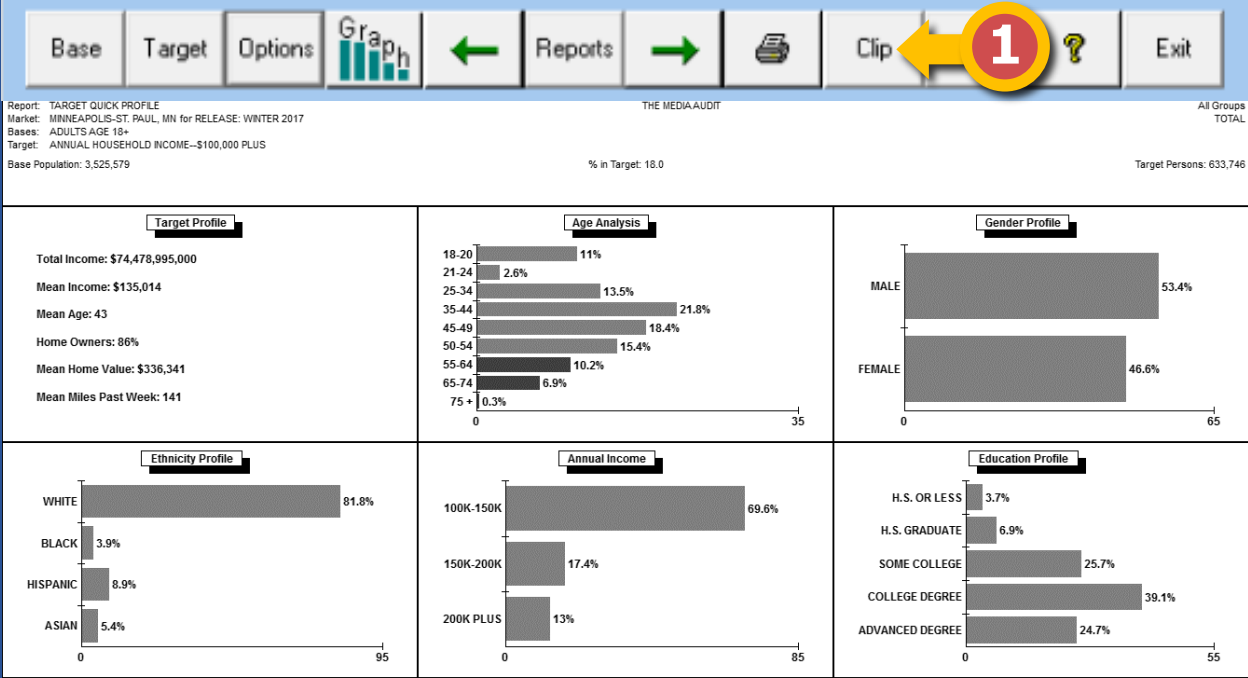 Base Target Options Graph Reports Clip 1 ? Exit
Report: TARGET QUICK PROFILE THE MEDIA AUDIT All Groups
Market: MINNEAPOLIS-ST. PAUL, MN for RELEASE: WINTER 2017 TOTAL
Bases: ADULTS AGE 18+
Target: ANNUAL HOUSEHOLD INCOME--$100,000 PLUS
Base Population: 3,525,579 % in Target: 18.0 Target Persons: 633,746
Target Profile
Total Income: $74,478,995,000
Mean Income: $135,014
Mean Age: 43
Home Owners: 86%
Mean Home Value: $336,341
Mean Miles Past Week: 141
Age Analysis
18-20 11%
21-24 2.6%
25-34 13.5%
35-44 21.8%
45-49 18.4%
50-54 15.4%
55-64 10.2%
65-74 6.9%
75 + 0.3%
0 35
Gender Profile
MALE 53.4%
FEMALE 46.6%
0 65
Ethnicity Profile
WHITE 81.8%
BLACK 3.9%
HISPANIC 8.9%
ASIAN 5.4%
0 95
Annual Income
100K-150K 69.6%
150K-200K 17.4%
200K PLUS 13%
0 85
Education Profile
H.S. OR LESS 3.7%
H.S. GRADUATE 6.9%
SOME COLLEGE 25.7%
COLLEGE DEGREE 39.1%
ADVANCED DEGREE 24.7%
0 55